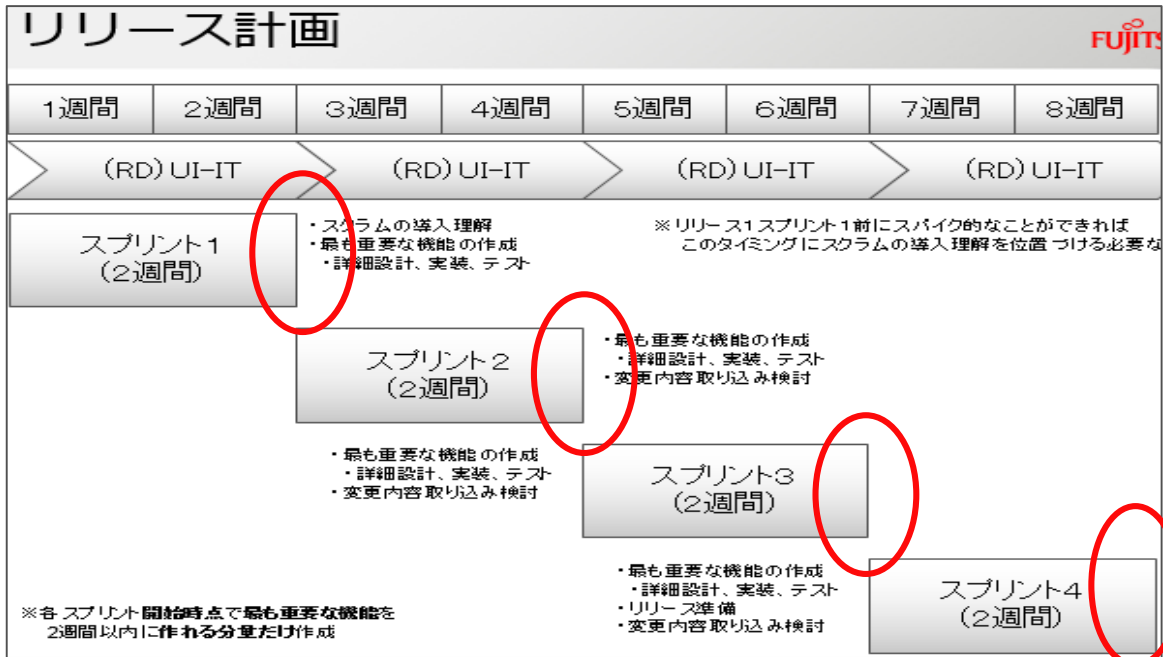 リリース計画
FUJITS
1週間 2週間 3週間 4週間 5週間 6週間 7週間 8週間
(RD) UI-IT (RD) UI-IT (RD) UI-IT (RD) UI-IT
スプリント1
(2週間)
・スクラムの導入理解
・最も重要な機能の作成
・詳細設計、実装、テスト
※リリース1スプリント1前にスパイク的なことができれば
このタイミングにスクラムの導入理解を位置づける必要な
スプリント2
(2週間)
・最も重要な機能の作成
・詳細設計、実装、テスト
・変更内容取り込み検討
・最も重要な機能の作成
・詳細設計、実装、テスト
・変更内容取り込み検討
スプリント3
(2週間)
・最も重要な機能の作成
・詳細設計、実装、テスト
・リリース準備
・変更内容取り込み検討
スプリント4
(2週間)
※各スプリント開始時点で最も重要な機能を
2週間以内に作れる分量だけ作成